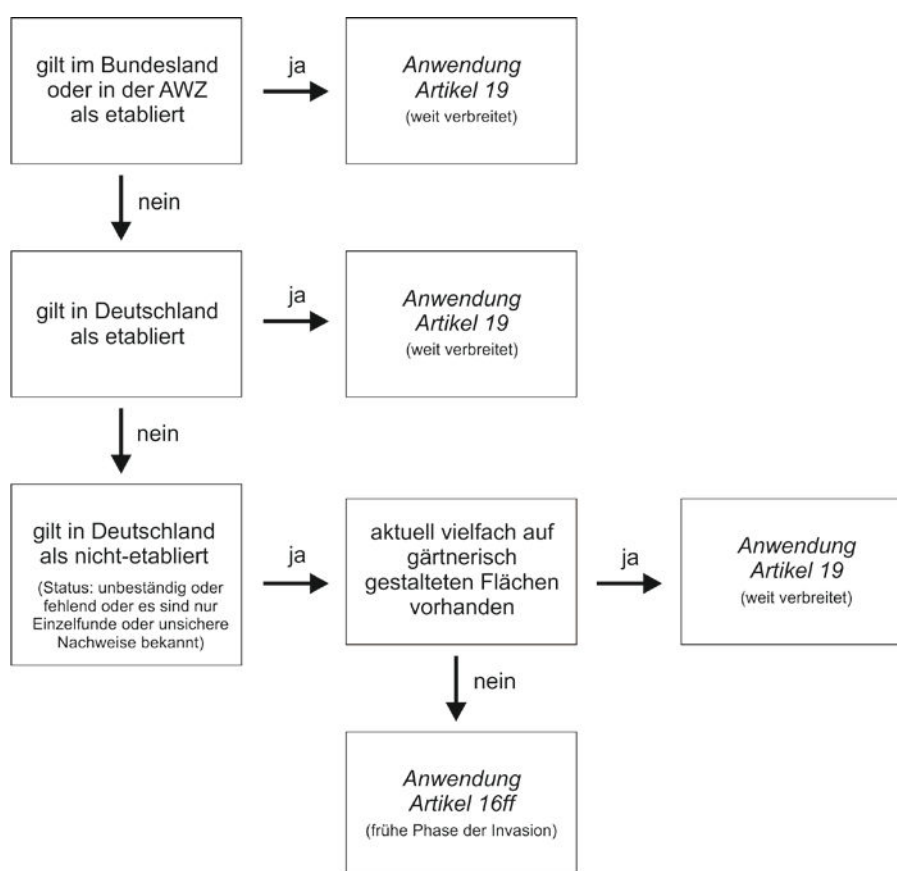 gilt im Bundesland
oder in der AWZ
als etabliert
ja
Anwendung
Artikel 19
(weit verbreitet)
nein
gilt in Deutschland
als etabliert
ja
Anwendung
Artikel 19
(weit verbreitet)
nein
gilt in Deutschland
als nicht-etabliert
(Status: unbeständig oder
fehlend oder es sind nur
Einzelfunde oder unsichere
Nachweise bekannt)
ja
aktuell vielfach auf
gärtnerisch
gestalteten Flächen
vorhanden
ja
Anwendung
Artikel 19
(weit verbreitet)
nein
Anwendung
Artikel 16ff
(frühe Phase der Invasion)